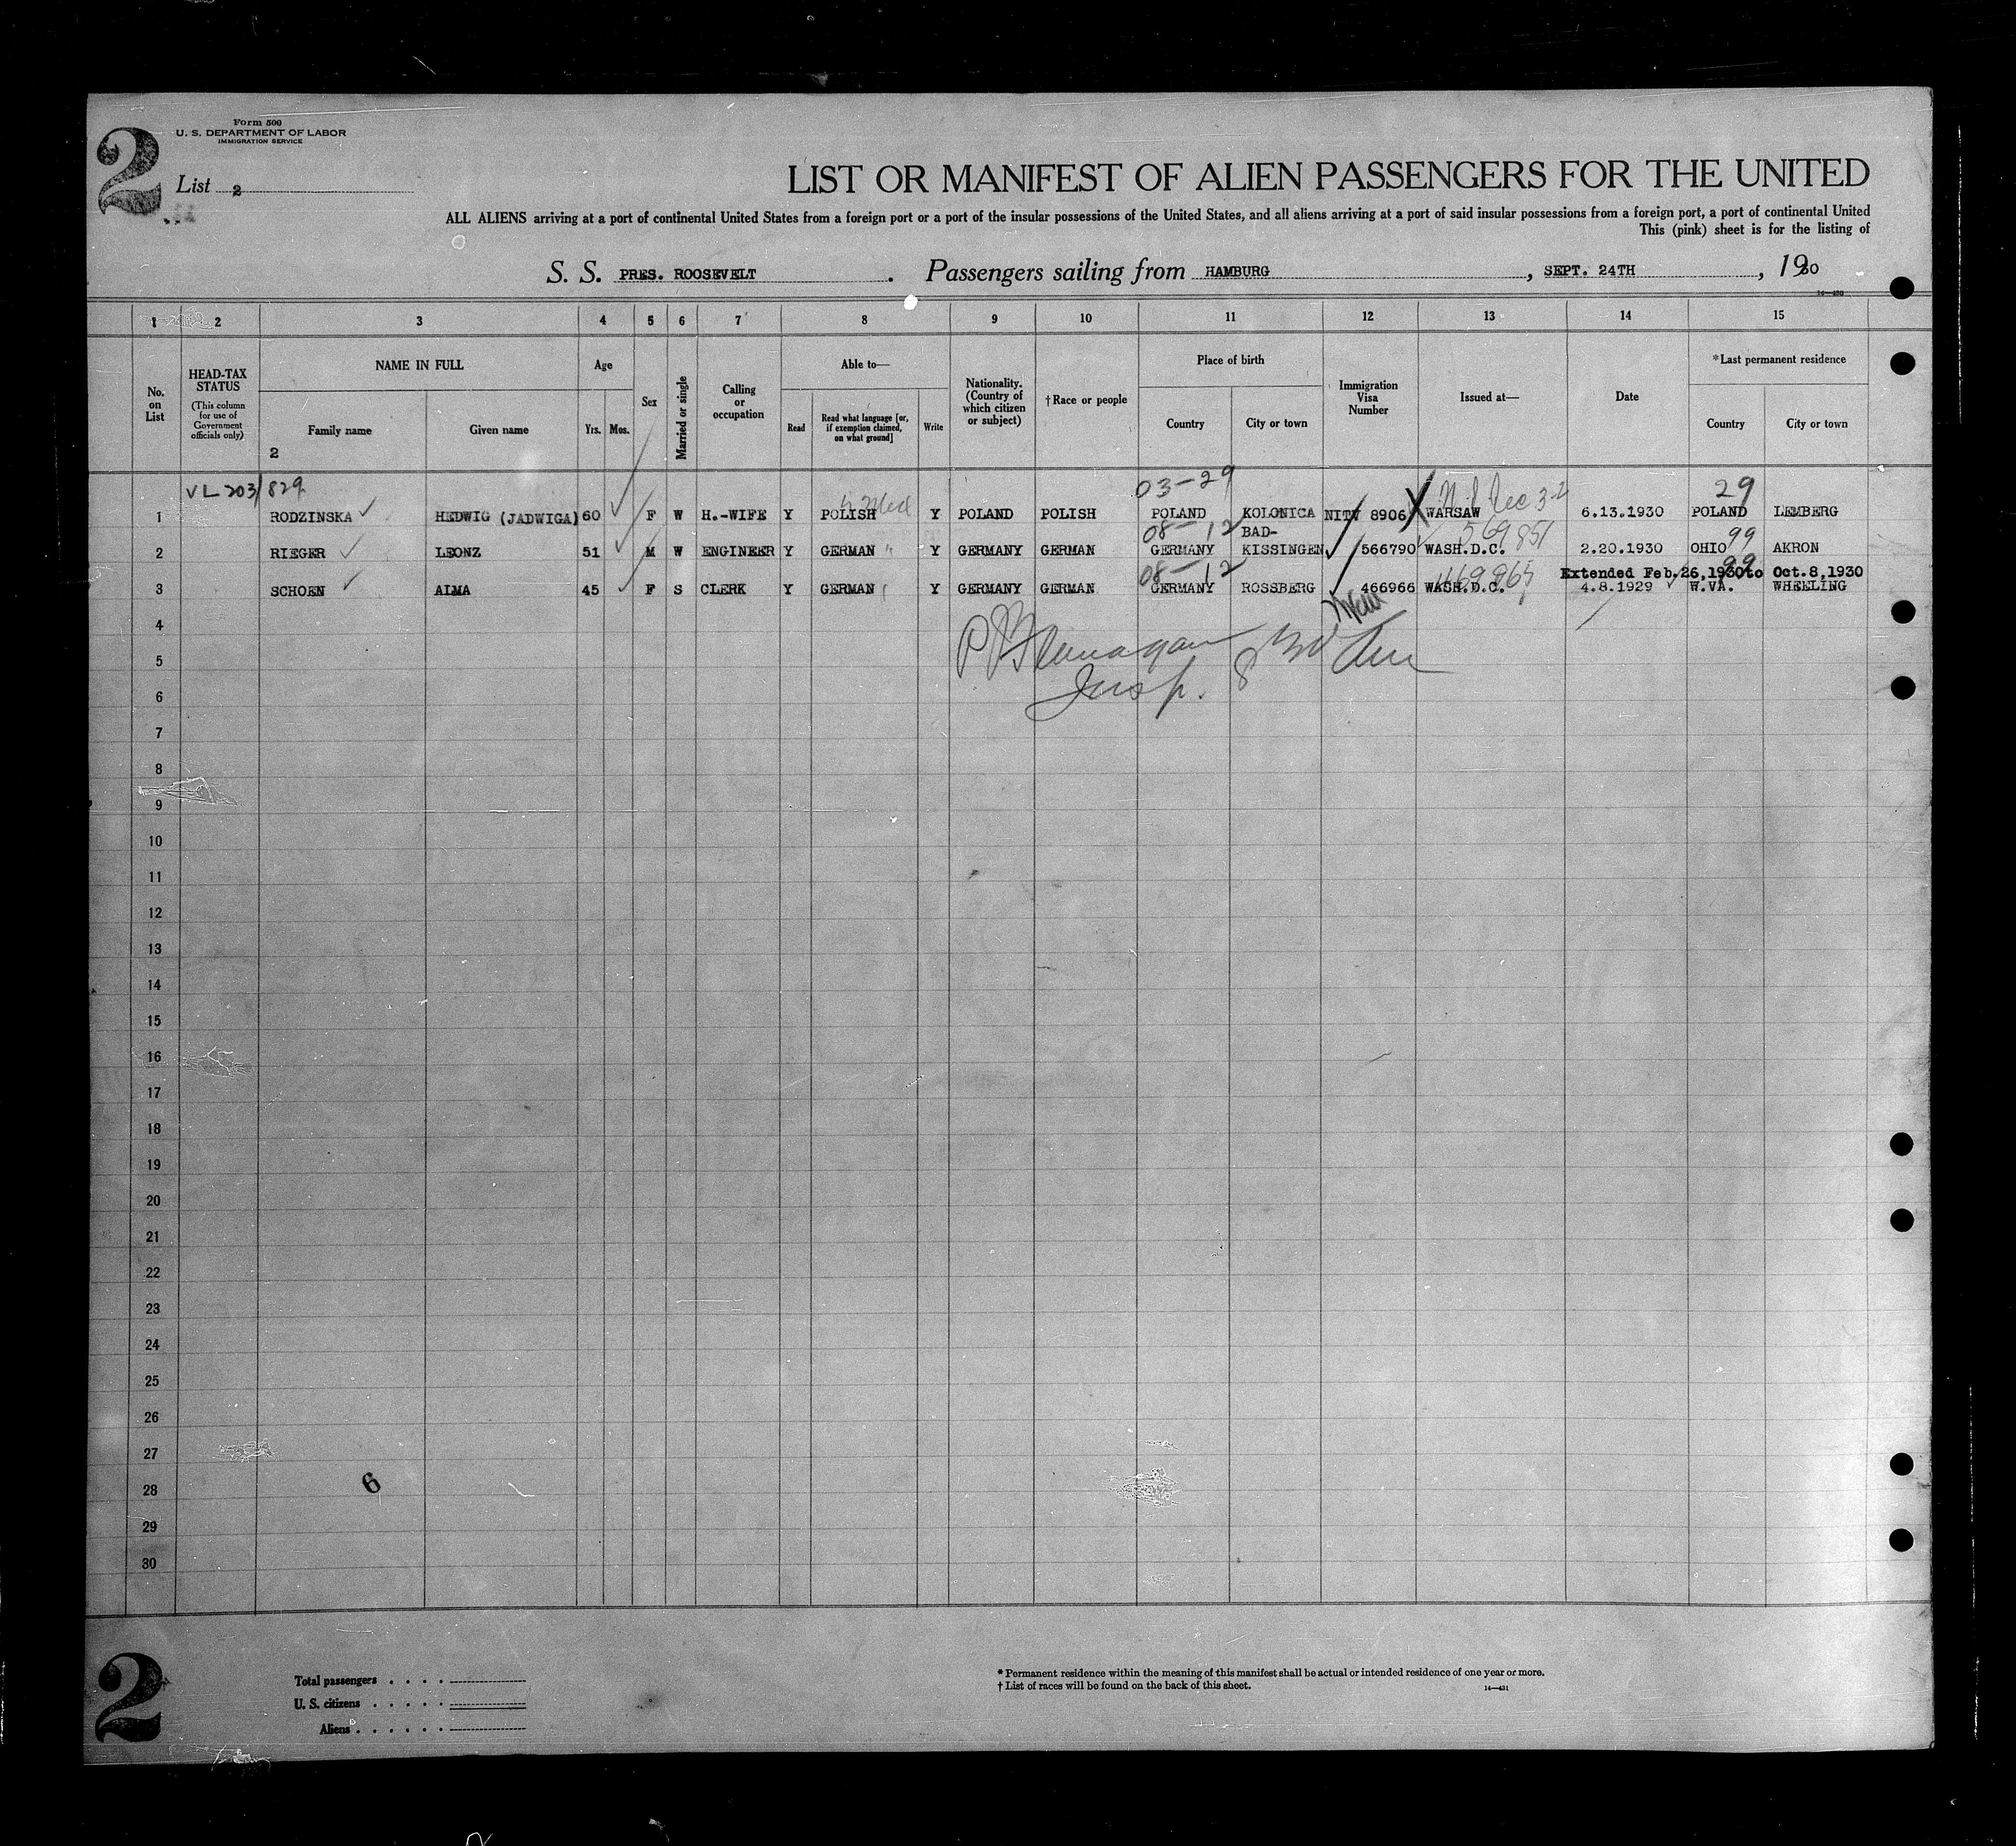 2
Form 500
U. S. DEPARTMENT OF LABOR
IMMIGRATION SERVICE
List 2
LIST OR MANIFEST OF ALIEN PASSENGERS FOR THE UNITED
ALL ALIENS arriving at a port of continental United States from a foreign port or a port of the insular possessions of the United States, and all aliens arriving at a port of said insular possessions from a foreign port, a port of continental United
This (pink) sheet is for the listing of
S. S. PRES. ROOSEVELT. Passengers sailing from HAMBURG, SEPT. 24TH, 1930
1 2 3 4 5 6 7 8 9 10 11 12 13 14 15
No. on List
HEAD-TAX STATUS
(This column for use of Government officials only)
NAME IN FULL
Family name
Given name
2
Age
Yrs. Mos.
Sex
Married or single
Calling or occupation
Able to—
Read
Read what language [or, if exemption claimed, on what ground]
Write
Nationality. (Country of which citizen or subject)
†Race or people
Place of birth
Country
City or town
Immigration Visa Number
Issued at—
Date
*Last permanent residence
Country
City or town
VL 203/829 03-29 29
1 RODZINSKA HEDWIG (JADWIGA) 60 F W H.-WIFE Y POLISH Y POLAND POLISH POLAND KOLONICA 8906 WARSAW 6.13.1930 POLAND LEMBERG
08-12 569851 99
2 RIEGER LEONZ 51 M W ENGINEER Y GERMAN Y GERMANY GERMAN GERMANY BAD-KISSINGEN 566790 WASH.D.C. 2.20.1930 OHIO AKRON
08-12 99
Extended Feb.26,1930to Oct.8,1930
3 SCHOEN ALMA 45 F S CLERK Y GERMAN Y GERMANY GERMAN GERMANY ROSSBERG 466966 WASH.D.C. 4.8.1929 W.VA. WHEELING
4
5
Insp. 8
6
7
8
9
10
11
12
13
14
15
16
17
18
19
20
21
22
23
24
25
26
27
6
28
29
30
2
Total passengers
U. S. citizens
Aliens
* Permanent residence within the meaning of this manifest shall be actual or intended residence of one year or more.
† List of races will be found on the back of this sheet.
14—431